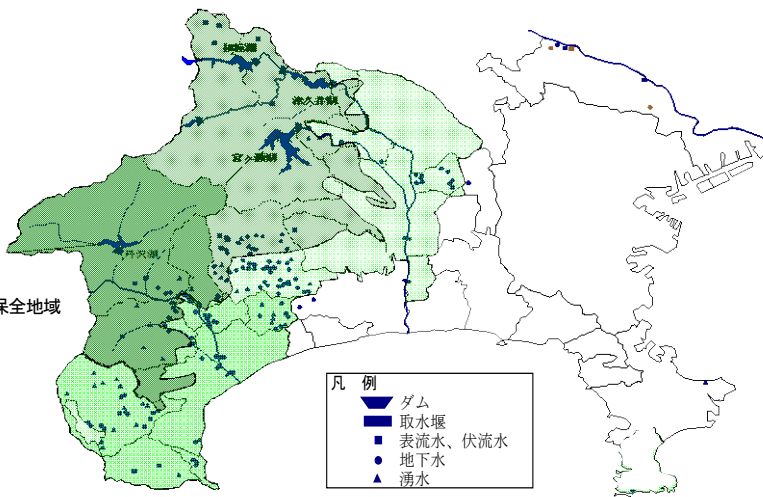 相模湖
津久井湖
宮ヶ瀬湖
丹沢湖
保全地域
凡 例
ダム
取水堰
表流水、伏流水
地下水
湧水